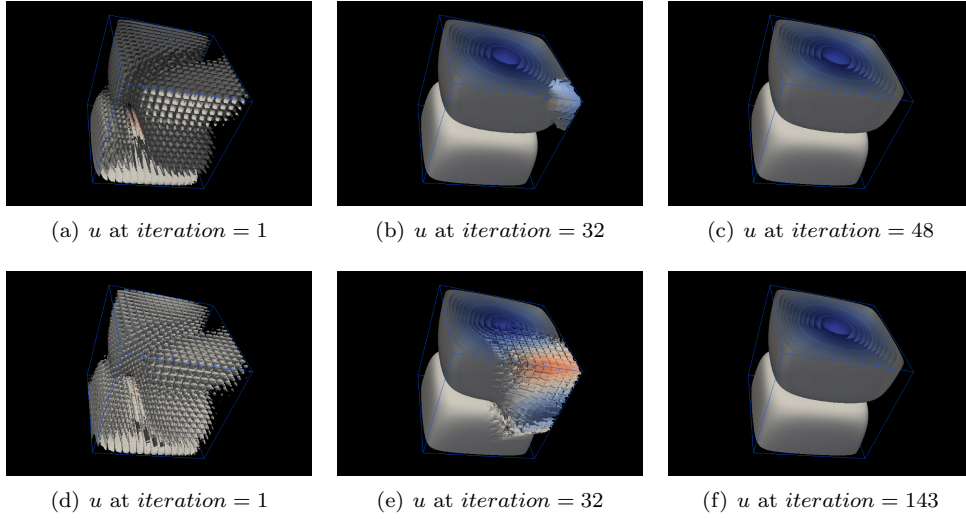 (a) u at iteration = 1
(b) u at iteration = 32
(c) u at iteration = 48
(d) u at iteration = 1
(e) u at iteration = 32
(f) u at iteration = 143